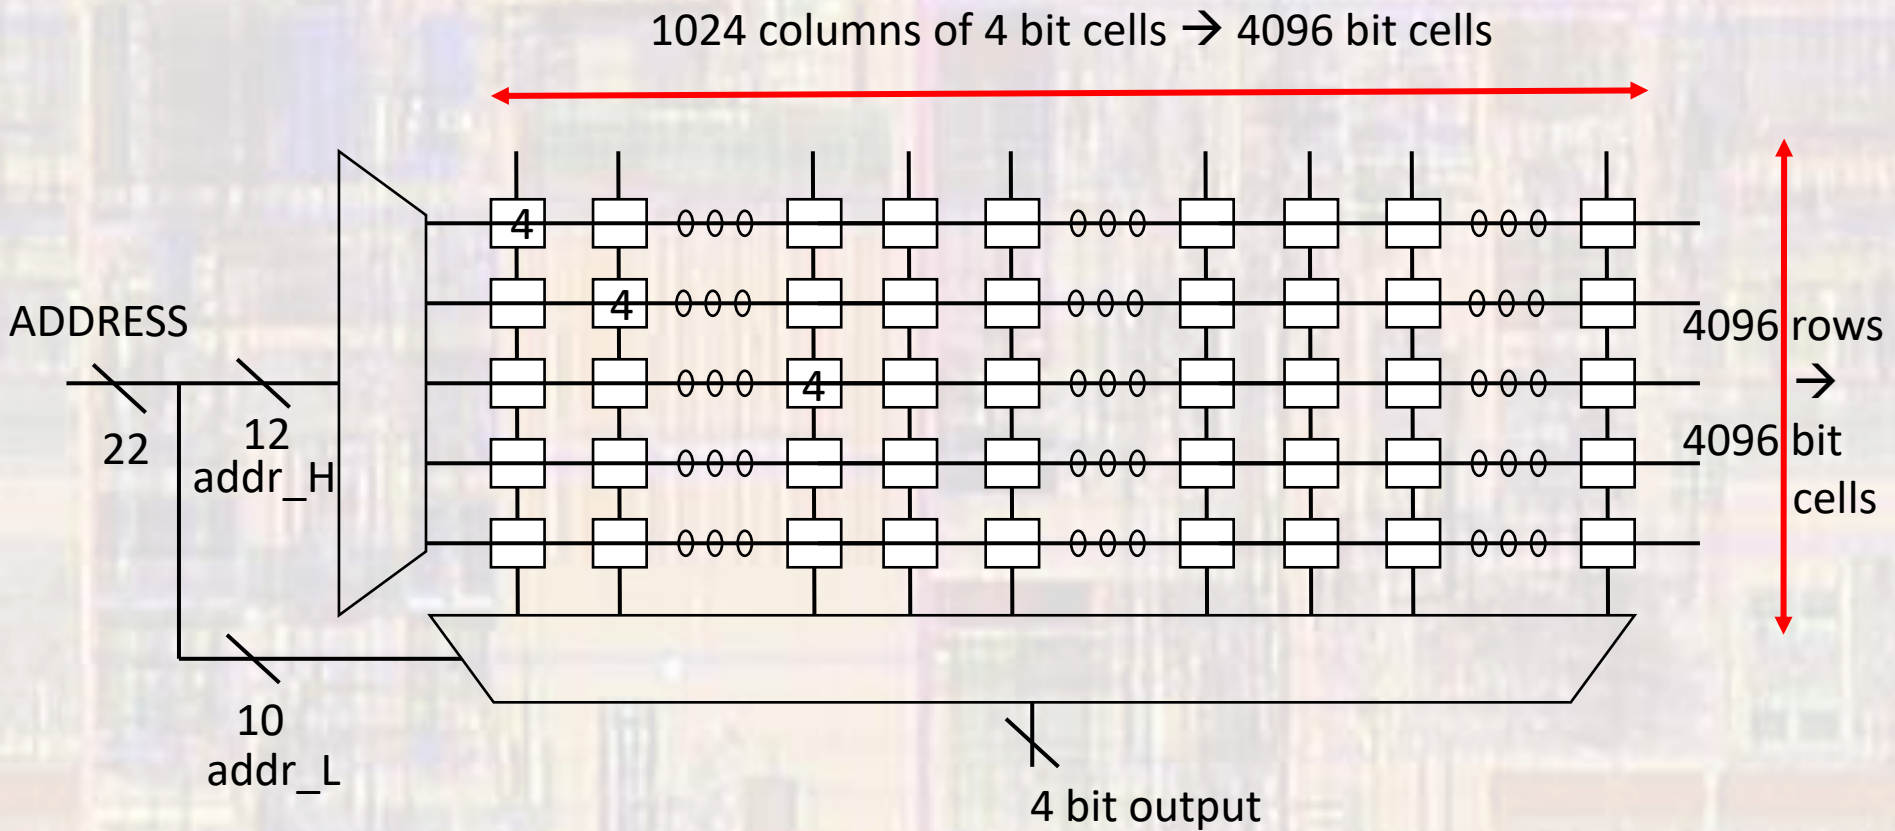 1024 columns of 4 bit cells → 4096 bit cells
4
4
ADDRESS
4096 rows
→
4
4096 bit
cells
22
12
addr_H
10
addr_L
4 bit output